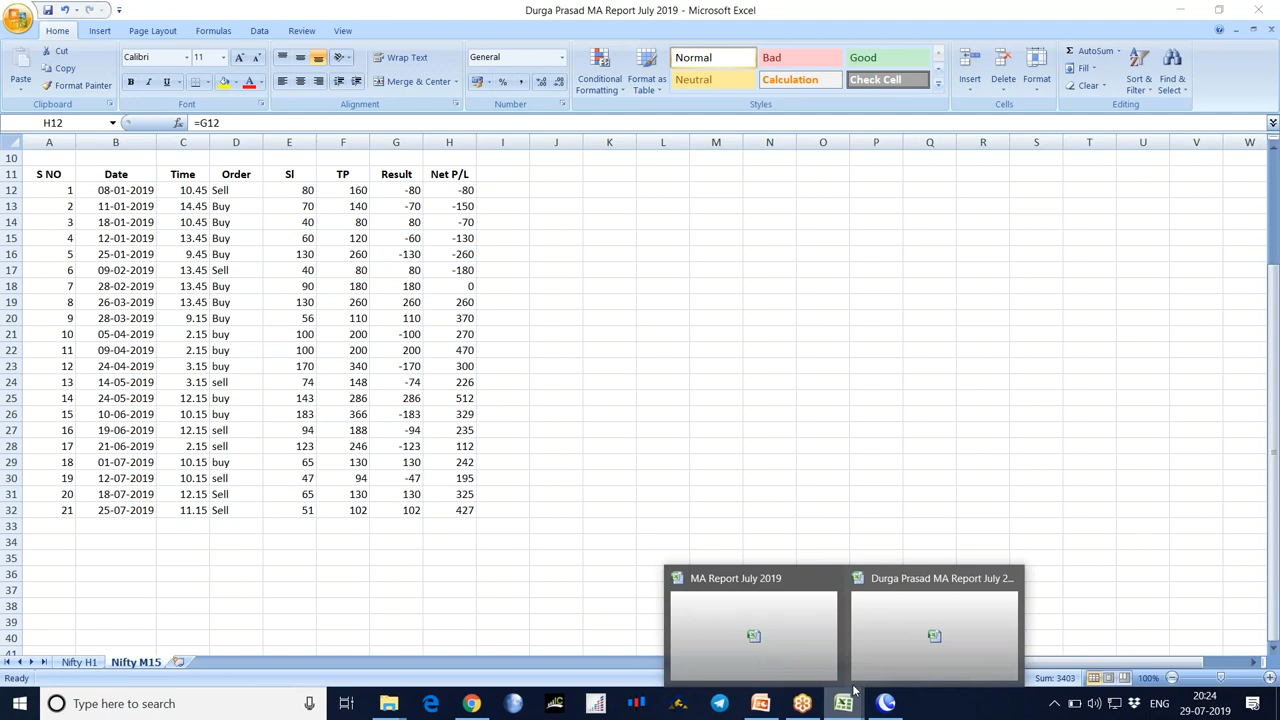 Durga Prasad MA Report July 2019 - Microsoft Excel
Home Insert Page Layout Formulas Data Review View
Paste Cut Copy Format Painter Clipboard
Calibri 11 B I U Font
Wrap Text Merge & Center Alignment
General % , Number
Conditional Formatting Format as Table Normal Bad Good Neutral Calculation Check Cell Styles
Insert Delete Format Cells
AutoSum Fill Clear Sort & Filter Find & Select Editing
H12 fx =G12
A B C D E F G H I J K L M N O P Q R S T U V W
10
11 S NO Date Time Order Sl TP Result Net P/L
12 1 08-01-2019 10.45 Sell 80 160 -80 -80
13 2 11-01-2019 14.45 Buy 70 140 -70 -150
14 3 18-01-2019 10.45 Buy 40 80 80 -70
15 4 12-01-2019 13.45 Buy 60 120 -60 -130
16 5 25-01-2019 9.45 Buy 130 260 -130 -260
17 6 09-02-2019 13.45 Sell 40 80 80 -180
18 7 28-02-2019 13.45 Buy 90 180 180 0
19 8 26-03-2019 13.45 Buy 130 260 260 260
20 9 28-03-2019 9.15 Buy 56 110 110 370
21 10 05-04-2019 2.15 buy 100 200 -100 270
22 11 09-04-2019 2.15 buy 100 200 200 470
23 12 24-04-2019 3.15 buy 170 340 -170 300
24 13 14-05-2019 3.15 sell 74 148 -74 226
25 14 24-05-2019 12.15 buy 143 286 286 512
26 15 10-06-2019 10.15 buy 183 366 -183 329
27 16 19-06-2019 12.15 sell 94 188 -94 235
28 17 21-06-2019 2.15 sell 123 246 -123 112
29 18 01-07-2019 10.15 buy 65 130 130 242
30 19 12-07-2019 10.15 sell 47 94 -47 195
31 20 18-07-2019 12.15 Sell 65 130 130 325
32 21 25-07-2019 11.15 Sell 51 102 102 427
33
34
35
36
37
38
39
40
41
MA Report July 2019 Durga Prasad MA Report July 2...
Nifty H1 Nifty M15
Ready Sum: 3403 100%
Type here to search ENG 20:24
29-07-2019